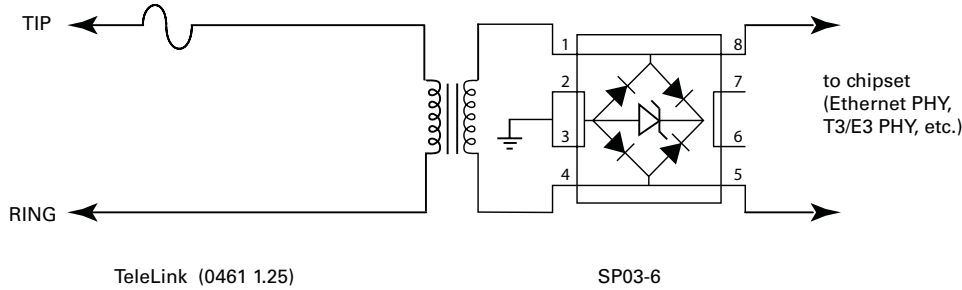 TIP
1
8
2
7
to chipset
(Ethernet PHY,
T3/E3 PHY, etc.)
3
6
4
5
RING
TeleLink (0461 1.25)
SP03-6